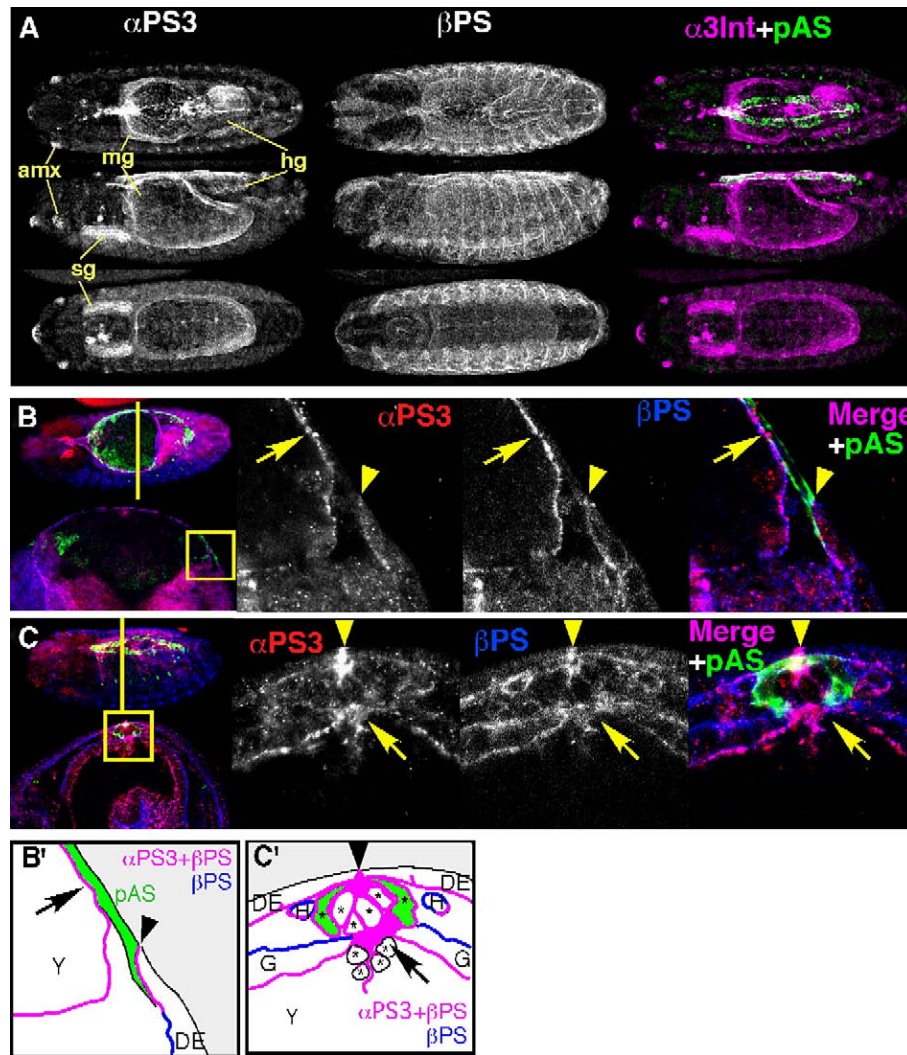 A αPS3 βPS α3Int+pAS
amx mg hg
sg
B αPS3 βPS Merge
+pAS
C αPS3 βPS Merge
+pAS
B' αPS3+βPS
pAS βPS
Y
DE
C'
DE DE
H * * * * * * H
G * * * * G
Y αPS3+βPS
βPS